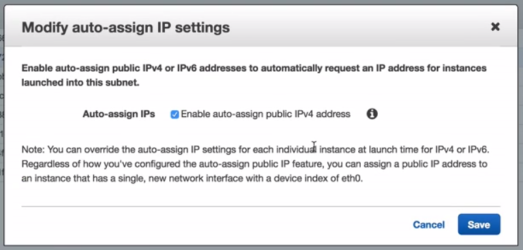 Modify auto-assign IP settings
Enable auto-assign public IPv4 or IPv6 addresses to automatically request an IP address for instances
launched into this subnet.
Auto-assign IPs Enable auto-assign public IPv4 address
Note: You can override the auto-assign IP settings for each individual instance at launch time for IPv4 or IPv6.
Regardless of how you've configured the auto-assign public IP feature, you can assign a public IP address to
an instance that has a single, new network interface with a device index of eth0.
Cancel Save